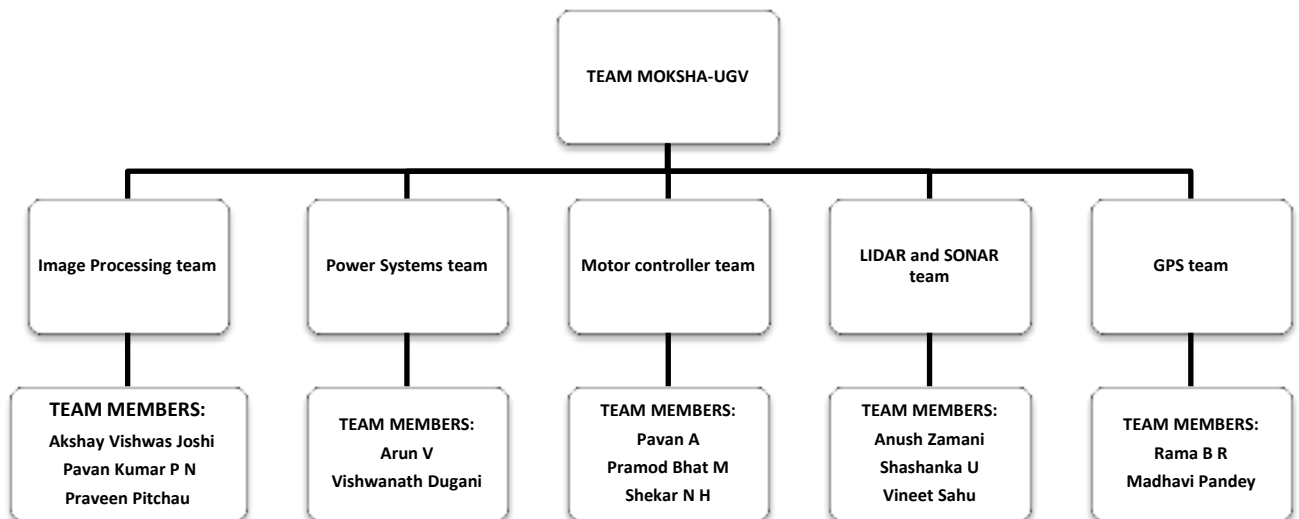 TEAM MOKSHA-UGV
Image Processing team
Power Systems team
Motor controller team
LIDAR and SONAR
team
GPS team
TEAM MEMBERS:
Akshay Vishwas Joshi
Pavan Kumar P N
Praveen Pitchau
TEAM MEMBERS:
Arun V
Vishwanath Dugani
TEAM MEMBERS:
Pavan A
Pramod Bhat M
Shekar N H
TEAM MEMBERS:
Anush Zamani
Shashanka U
Vineet Sahu
TEAM MEMBERS:
Rama B R
Madhavi Pandey